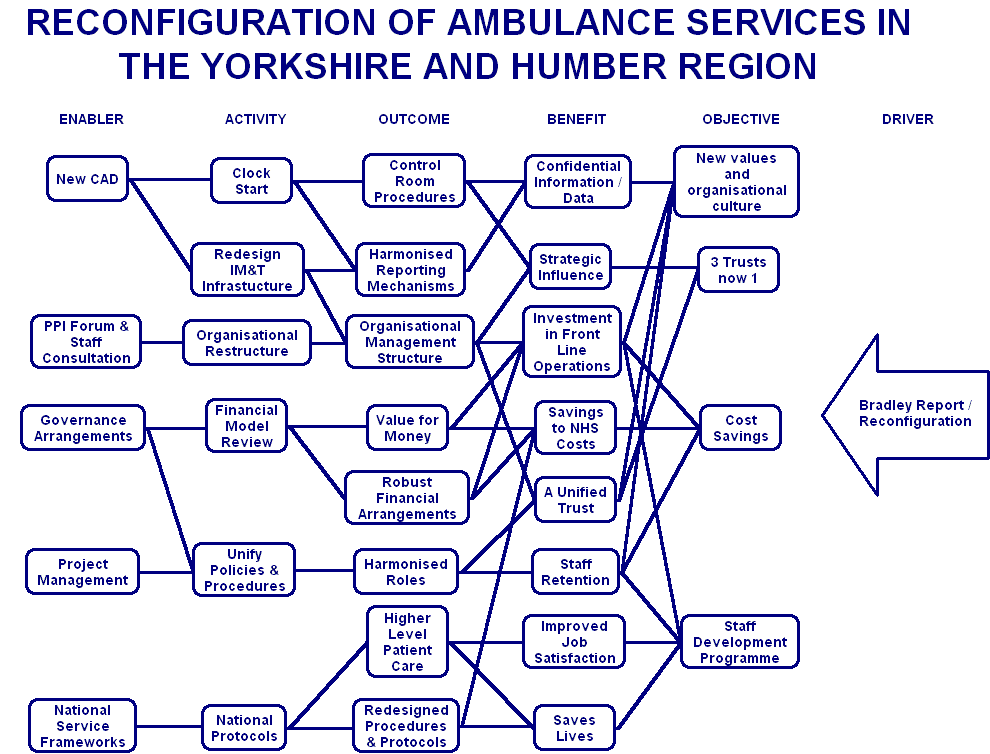 RECONFIGURATION OF AMBULANCE SERVICES IN
THE YORKSHIRE AND HUMBER REGION
ENABLER
ACTIVITY
OUTCOME
BENEFIT
OBJECTIVE
DRIVER
New CAD
Clock
Start
Control
Room
Procedures
Confidential
Information /
Data
New values
and
organisational
culture
Redesign
IM&T
Infrastucture
Harmonised
Reporting
Mechanisms
Strategic
Influence
3 Trusts
now 1
PPI Forum &
Staff
Consultation
Organisational
Restructure
Organisational
Management
Structure
Investment
in Front
Line
Operations
Governance
Arrangements
Financial
Model
Review
Value for
Money
Savings
to NHS
Costs
Cost
Savings
Bradley Report /
Reconfiguration
Robust
Financial
Arrangements
A Unified
Trust
Project
Management
Unify
Policies &
Procedures
Harmonised
Roles
Staff
Retention
Higher
Level
Patient
Care
Improved
Job
Satisfaction
Staff
Development
Programme
National
Service
Frameworks
National
Protocols
Redesigned
Procedures
& Protocols
Saves
Lives